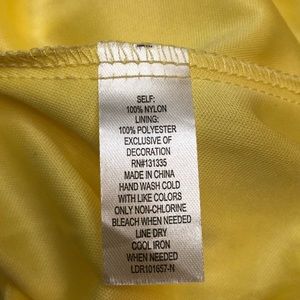 SELF:
100% NYLON
LINING:
100% POLYESTER
EXCLUSIVE OF
DECORATION
RN#131335
MADE IN CHINA
HAND WASH COLD
WITH LIKE COLORS
ONLY NON-CHLORINE
BLEACH WHEN NEEDED
LINE DRY
COOL IRON
WHEN NEEDED
LDR101657-N